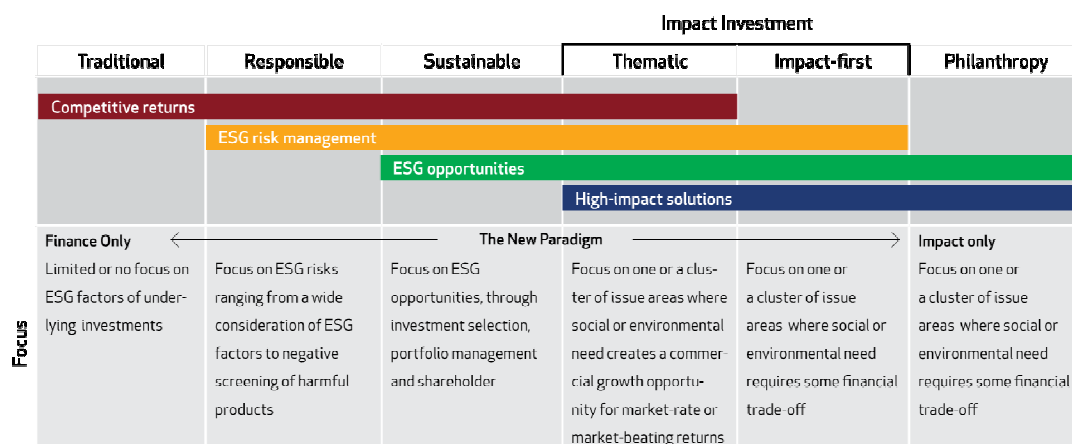 Impact Investment
Traditional
Responsible
Sustainable
Thematic
Impact-first
Philanthropy
Competitive returns
ESG risk management
ESG opportunities
High-impact solutions
Finance Only
The New Paradigm
Impact only
Focus
Limited or no focus on
ESG factors of under-
lying investments
Focus on ESG risks
ranging from a wide
consideration of ESG
factors to negative
screening of harmful
products
Focus on ESG
opportunities, through
investment selection,
portfolio management
and shareholder
Focus on one or a clus-
ter of issue areas where
social or environmental
need creates a commer-
cial growth opportu-
nity for market-rate or
market-beating returns
Focus on one or
a cluster of issue
areas where social or
environmental need
requires some financial
trade-off
Focus on one or
a cluster of issue
areas where social or
environmental need
requires some financial
trade-off